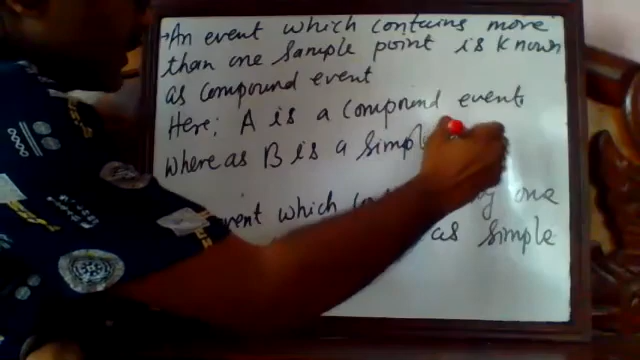 →An event which contains more
than one sample point is known
as compound event
Here; A is a compound event.
Where as B is a simpl
event which one
as simple